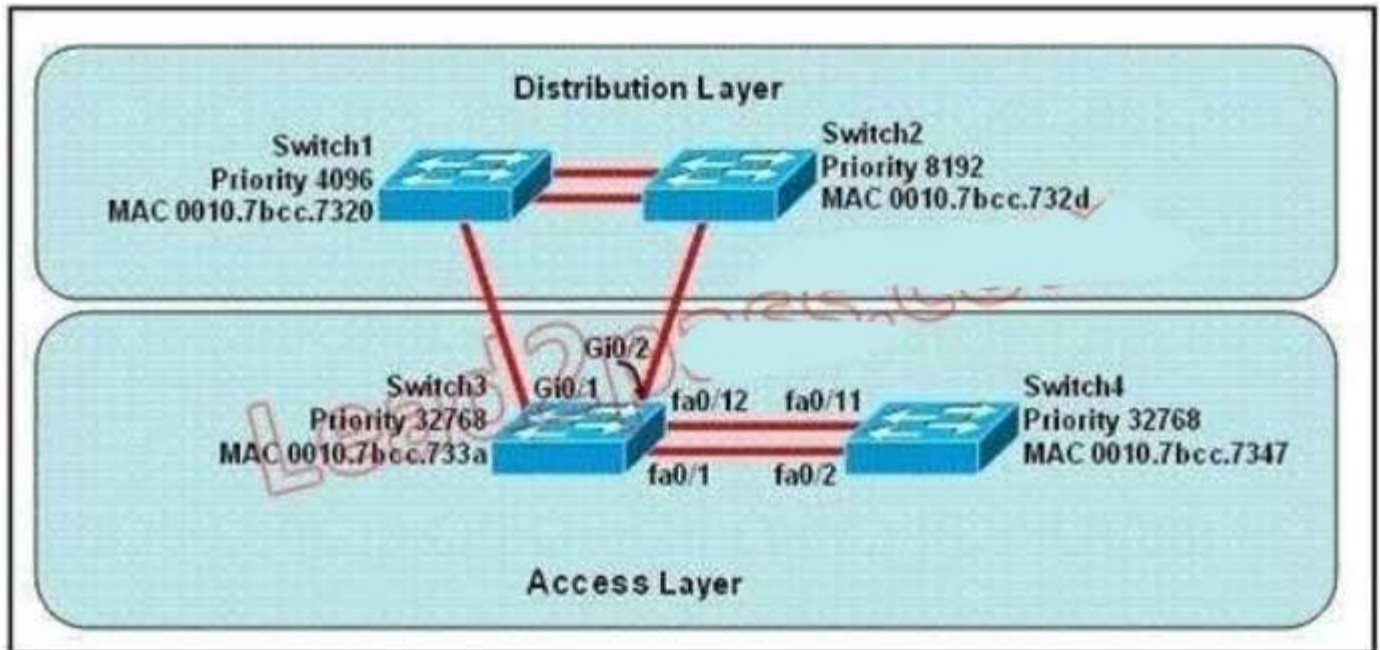 Distribution Layer
Switch1
Priority 4096
MAC 0010.7bcc.7320
Switch2
Priority 8192
MAC 0010.7bcc.732d
Gi0/2
Switch3
Priority 32768
MAC 0010.7bcc.733a
Gi0/1
fa0/12
fa0/11
fa0/1
fa0/2
Switch4
Priority 32768
MAC 0010.7bcc.7347
Access Layer